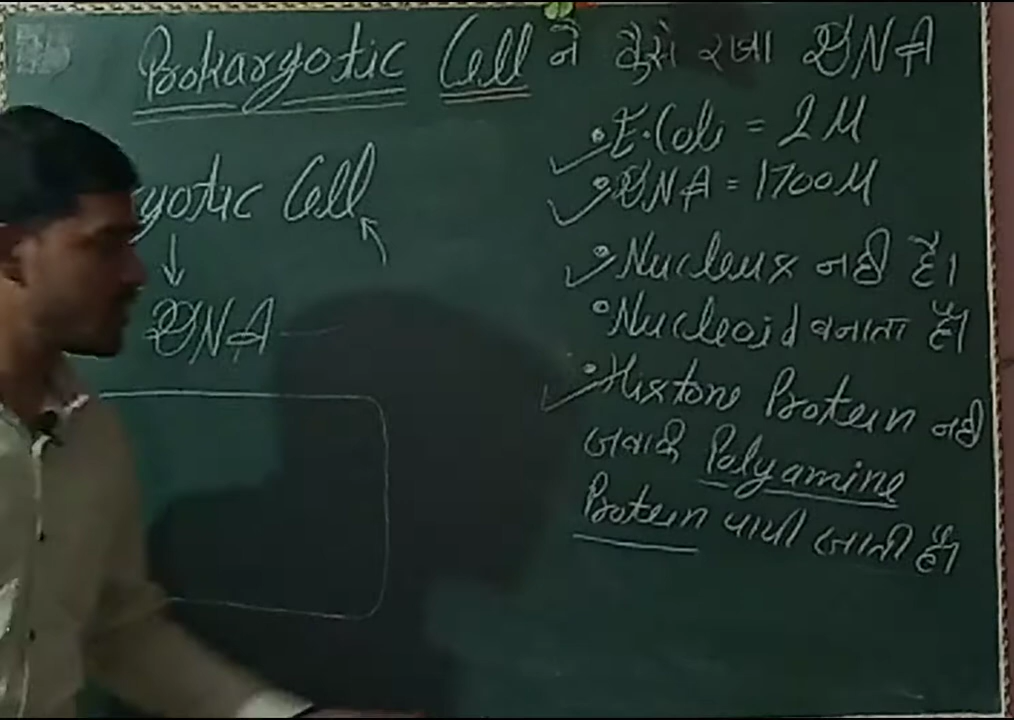 Prokaryotic Cell ने कैसे रखा DNA
yotic Cell
DNA
• E.Coli = 2M
• DNA = 1700M
• Nucleus नही है।
• Nucleoid बनाता है।
• Histone Protein नही
जबकि Polyamine
Protein पायी जाती है।